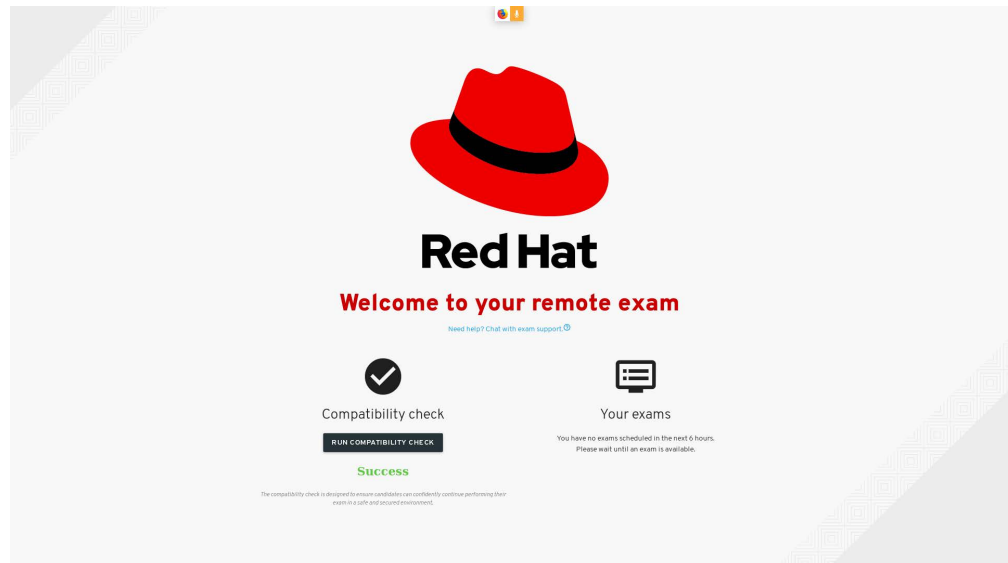 Red Hat
Welcome to your remote exam
Need help? Chat with exam support.
Compatibility check
RUN COMPATIBILITY CHECK
Success
The compatibility check is designed to ensure candidates can confidently continue performing their
exam in a safe and secured environment.
Your exams
You have no exams scheduled in the next 6 hours.
Please wait until an exam is available.